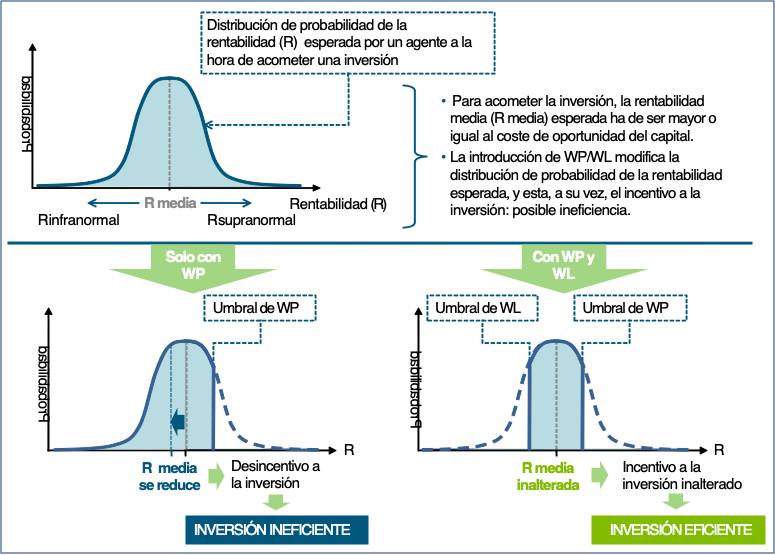 Distribución de probabilidad de la
rentabilidad (R) esperada por un agente a la
hora de acometer una inversión
Probabilidad
• Para acometer la inversión, la rentabilidad
media (R media) esperada ha de ser mayor o
igual al coste de oportunidad del capital.
• La introducción de WP/WL modifica la
distribución de probabilidad de la rentabilidad
esperada, y esta, a su vez, el incentivo a la
inversión: posible ineficiencia.
R media
Rentabilidad (R)
Rinfranormal
Rsupranormal
Solo con
WP
Con WP y
WL
Umbral de WP
Probabilidad
R
R media
se reduce
Desincentivo a
la inversión
INVERSIÓN INEFICIENTE
Umbral de WL
Umbral de WP
Probabilidad
R
R media
inalterada
Incentivo a la
inversión inalterado
INVERSIÓN EFICIENTE